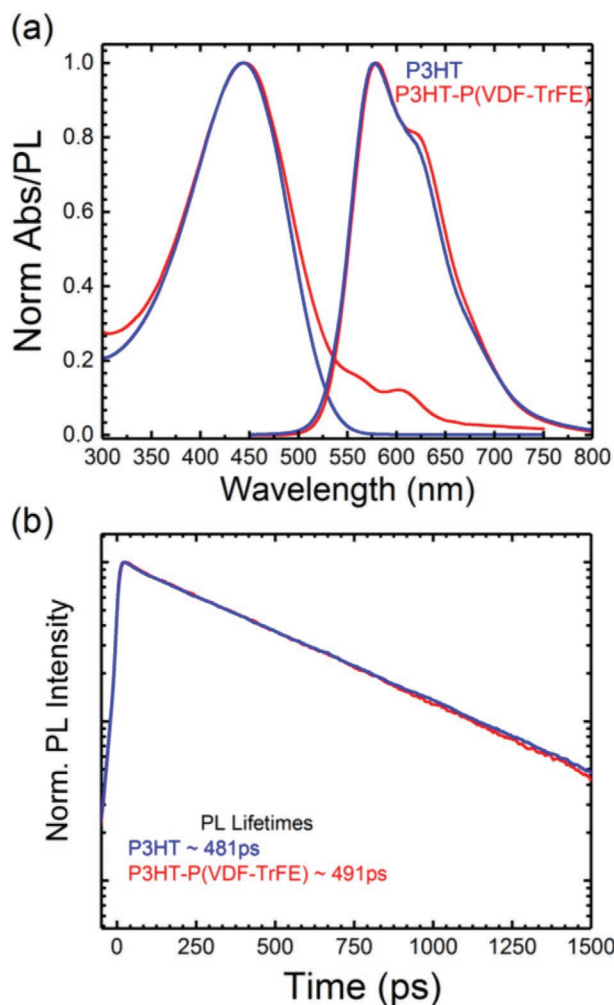 (a)
P3HT
P3HT-P(VDF-TrFE)
Norm Abs/PL
1.0
0.8
0.6
0.4
0.2
0.0
300 350 400 450 500 550 600 650 700 750 800
Wavelength (nm)
(b)
Norm. PL Intensity
PL Lifetimes
P3HT ~ 481ps
P3HT-P(VDF-TrFE) ~ 491ps
0 250 500 750 1000 1250 1500
Time (ps)